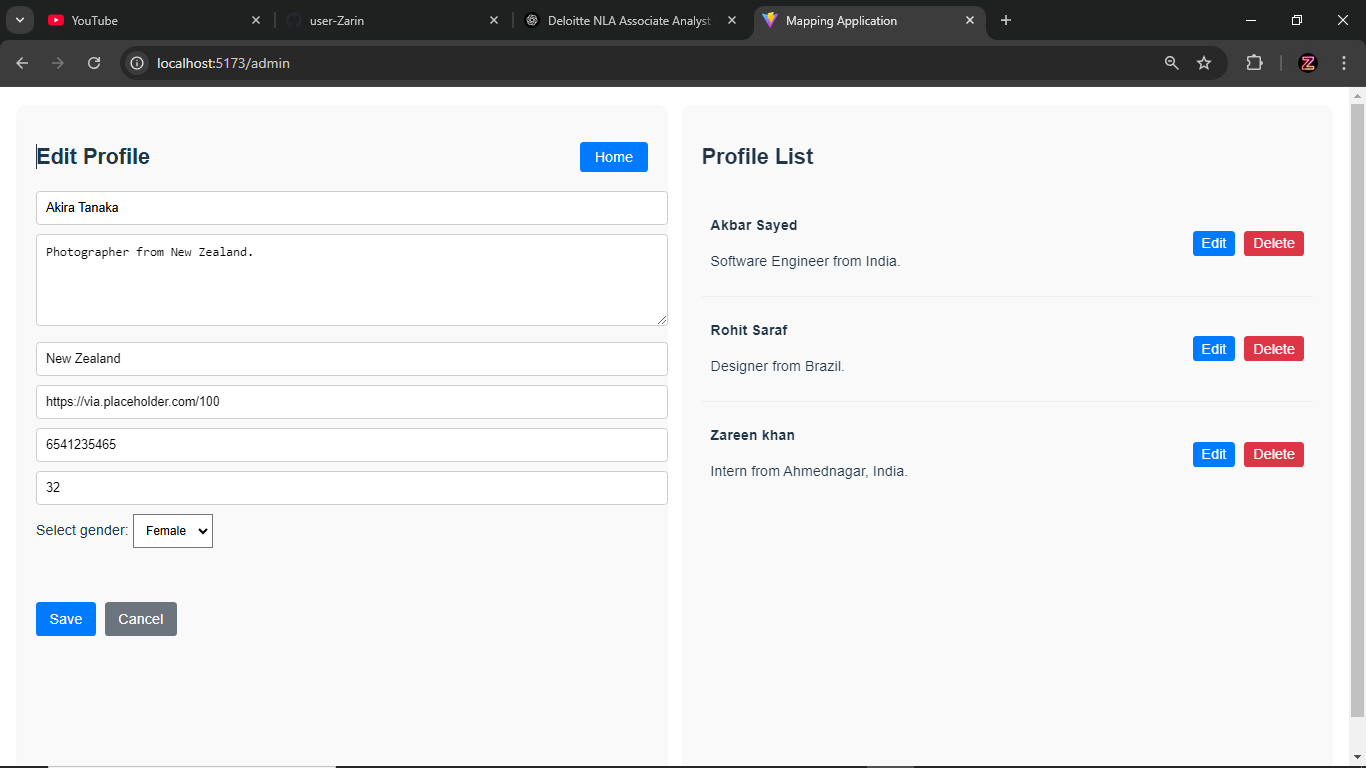 YouTube
user-Zarin
Deloitte NLA Associate Analyst
Mapping Application
localhost:5173/admin
Z
Edit Profile
Home
Akira Tanaka
Photographer from New Zealand.
New Zealand
https://via.placeholder.com/100
6541235465
32
Select gender: Female
Save Cancel
Profile List
Akbar Sayed
Software Engineer from India.
Edit Delete
Rohit Saraf
Designer from Brazil.
Edit Delete
Zareen khan
Intern from Ahmednagar, India.
Edit Delete